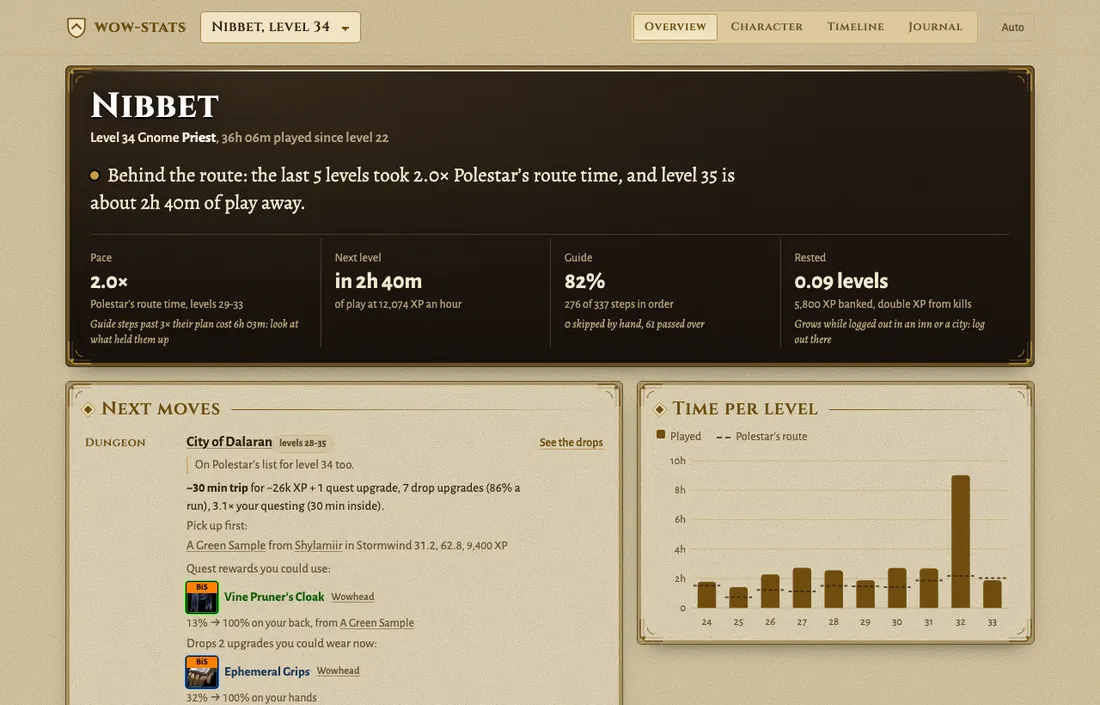 WOW-STATS
NIBBET, LEVEL 34
OVERVIEW
CHARACTER
TIMELINE
JOURNAL
Auto
NIBBET
Level 34 Gnome Priest, 36h 06m played since level 22
Behind the route: the last 5 levels took 2.0× Polestar's route time, and level 35 is
about 2h 40m of play away.
Pace
2.0×
Polestar's route time, levels 29-33
Guide steps past 3× their plan cost 6h 03m: look at
what held them up
Next level
in 2h 40m
of play at 12,074 XP an hour
Guide
82%
276 of 337 steps in order
0 skipped by hand, 61 passed over
Rested
0.09 levels
5,800 XP banked, double XP from kills
Grows while logged out in an inn or a city: log
out there
NEXT MOVES
DUNGEON
City of Dalaran levels 28-35
See the drops
On Polestar's list for level 34 too.
~30 min trip for ~26k XP + 1 quest upgrade, 7 drop upgrades (86% a
run), 3.1× your questing (30 min inside).
Pick up first:
A Green Sample from Shylamiir in Stormwind 31.2, 62.8, 9,400 XP
Quest rewards you could use:
BiS
Vine Pruner's Cloak Wowhead
13% → 100% on your back, from A Green Sample
Drops 2 upgrades you could wear now:
BiS
Ephemeral Grips Wowhead
32% → 100% on your hands
TIME PER LEVEL
Played
Polestar's route
10h
8h
6h
4h
2h
0
24 25 26 27 28 29 30 31 32 33